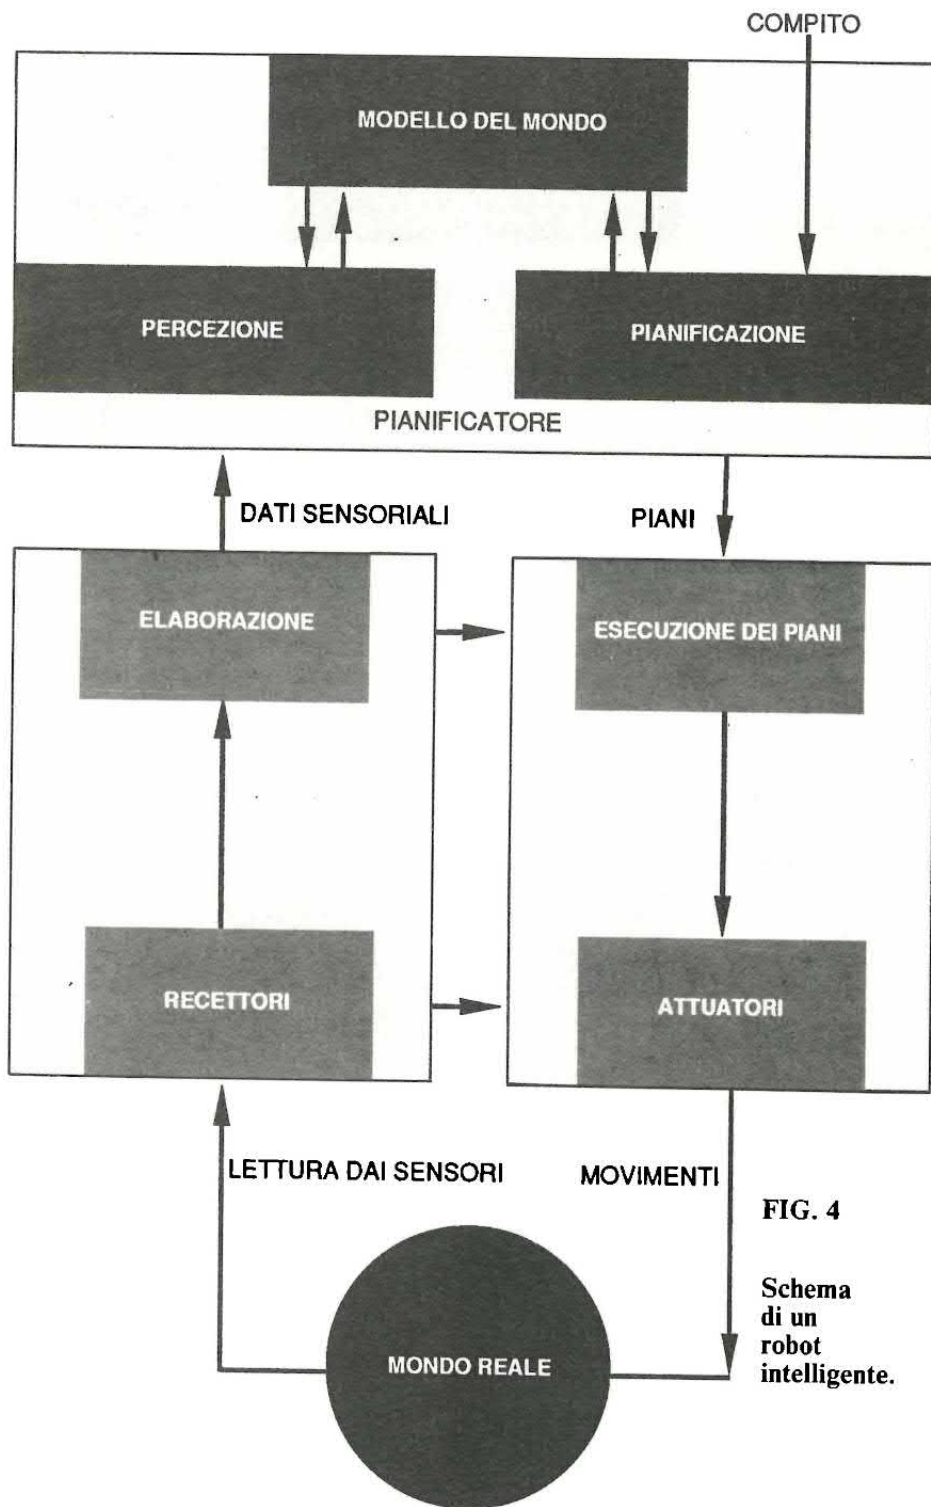 COMPITO
MODELLO DEL MONDO
PERCEZIONE
PIANIFICAZIONE
PIANIFICATORE
DATI SENSORIALI
PIANI
ELABORAZIONE
ESECUZIONE DEI PIANI
RECETTORI
ATTUATORI
LETTURA DAI SENSORI
MOVIMENTI
MONDO REALE
FIG. 4
Schema
di un
robot
intelligente.